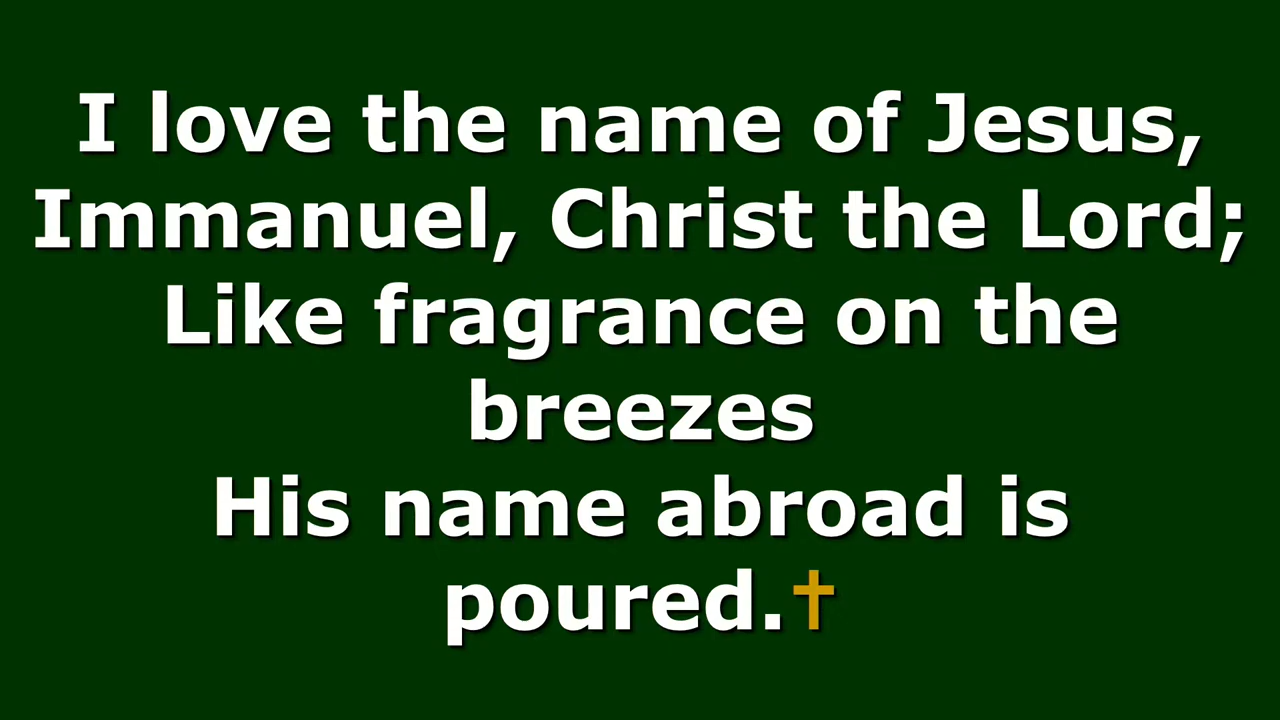 I love the name of Jesus,
Immanuel, Christ the Lord;
Like fragrance on the
breezes
His name abroad is
poured.✝